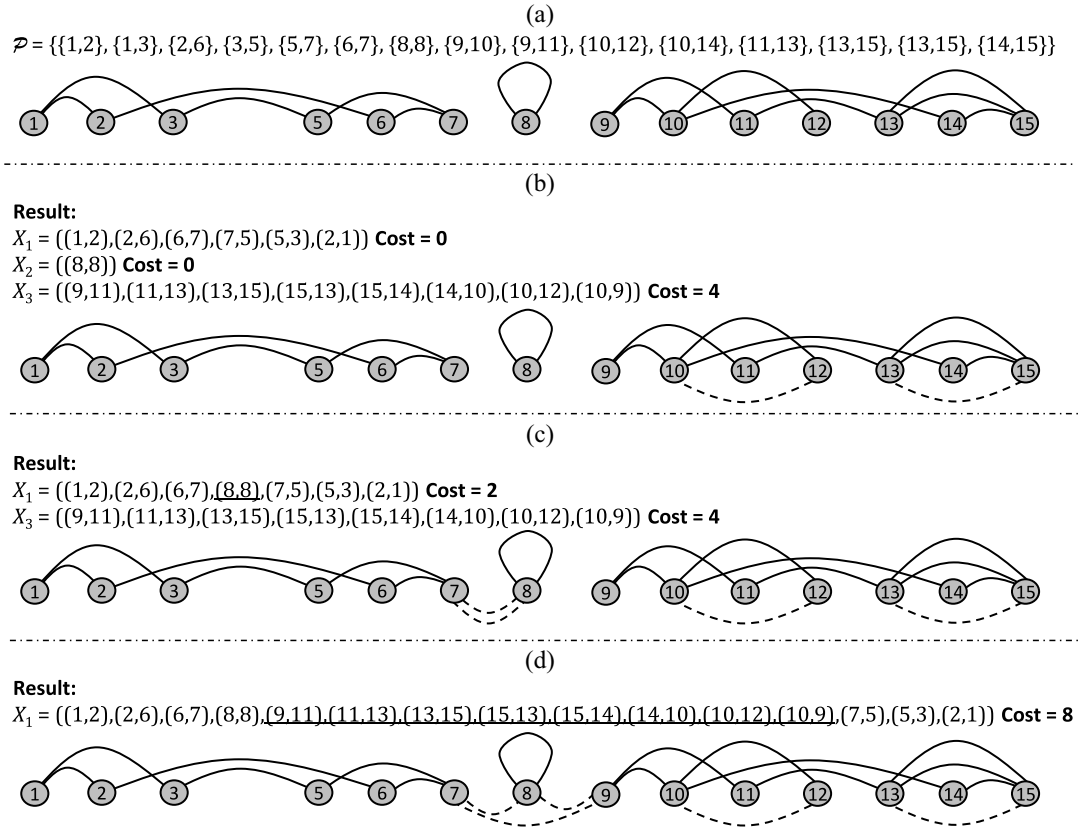 (a)
𝒫 = {{1,2}, {1,3}, {2,6}, {3,5}, {5,7}, {6,7}, {8,8}, {9,10}, {9,11}, {10,12}, {10,14}, {11,13}, {13,15}, {13,15}, {14,15}}
1 2 3 5 6 7 8 9 10 11 12 13 14 15
(b)
Result:
X₁ = ((1,2),(2,6),(6,7),(7,5),(5,3),(2,1)) Cost = 0
X₂ = ((8,8)) Cost = 0
X₃ = ((9,11),(11,13),(13,15),(15,13),(15,14),(14,10),(10,12),(10,9)) Cost = 4
1 2 3 5 6 7 8 9 10 11 12 13 14 15
(c)
Result:
X₁ = ((1,2),(2,6),(6,7),(8,8),(7,5),(5,3),(2,1)) Cost = 2
X₃ = ((9,11),(11,13),(13,15),(15,13),(15,14),(14,10),(10,12),(10,9)) Cost = 4
1 2 3 5 6 7 8 9 10 11 12 13 14 15
(d)
Result:
X₁ = ((1,2),(2,6),(6,7),(8,8),(9,11),(11,13),(13,15),(15,13),(15,14),(14,10),(10,12),(10,9),(7,5),(5,3),(2,1)) Cost = 8
1 2 3 5 6 7 8 9 10 11 12 13 14 15